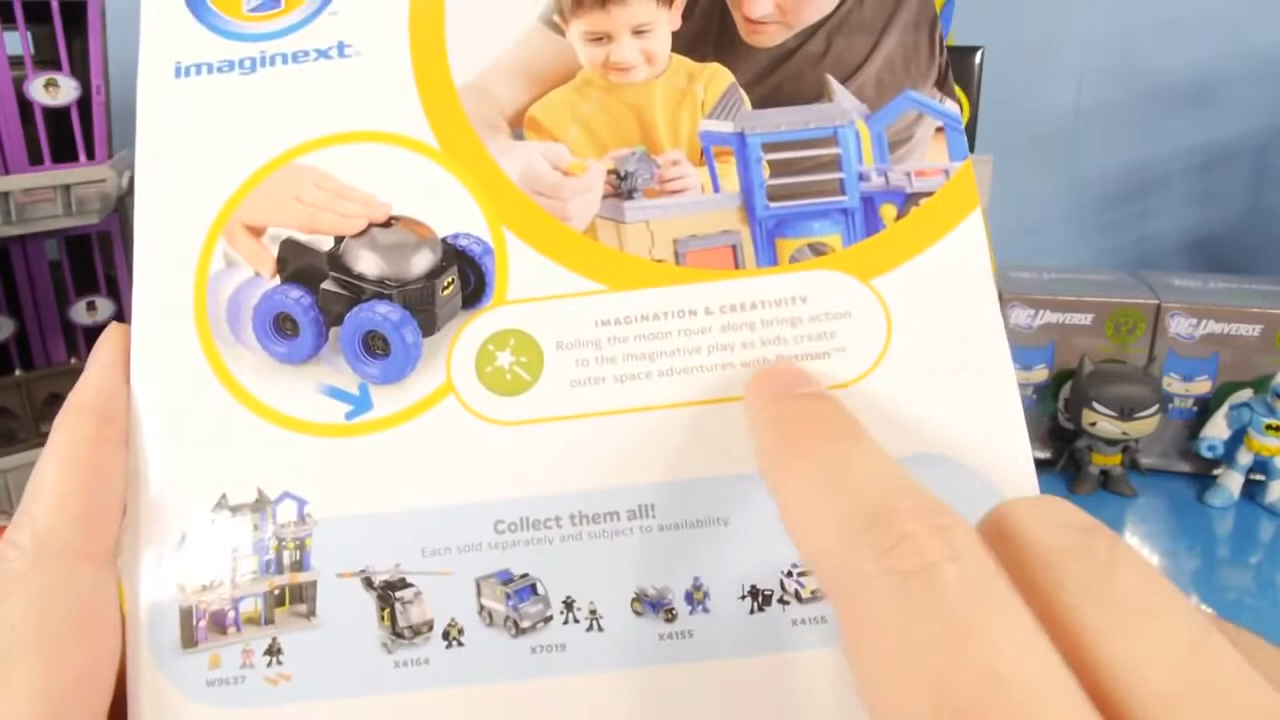 imaginext
IMAGINATION & CREATIVITY
Rolling the moon rover along brings action
to the imaginative play as kids create
outer space adventures with Batman™
Collect them all!
Each sold separately and subject to availability.
W9637
X4164
X7019
X4155
X4156
DC UNIVERSE
DC UNIVERSE